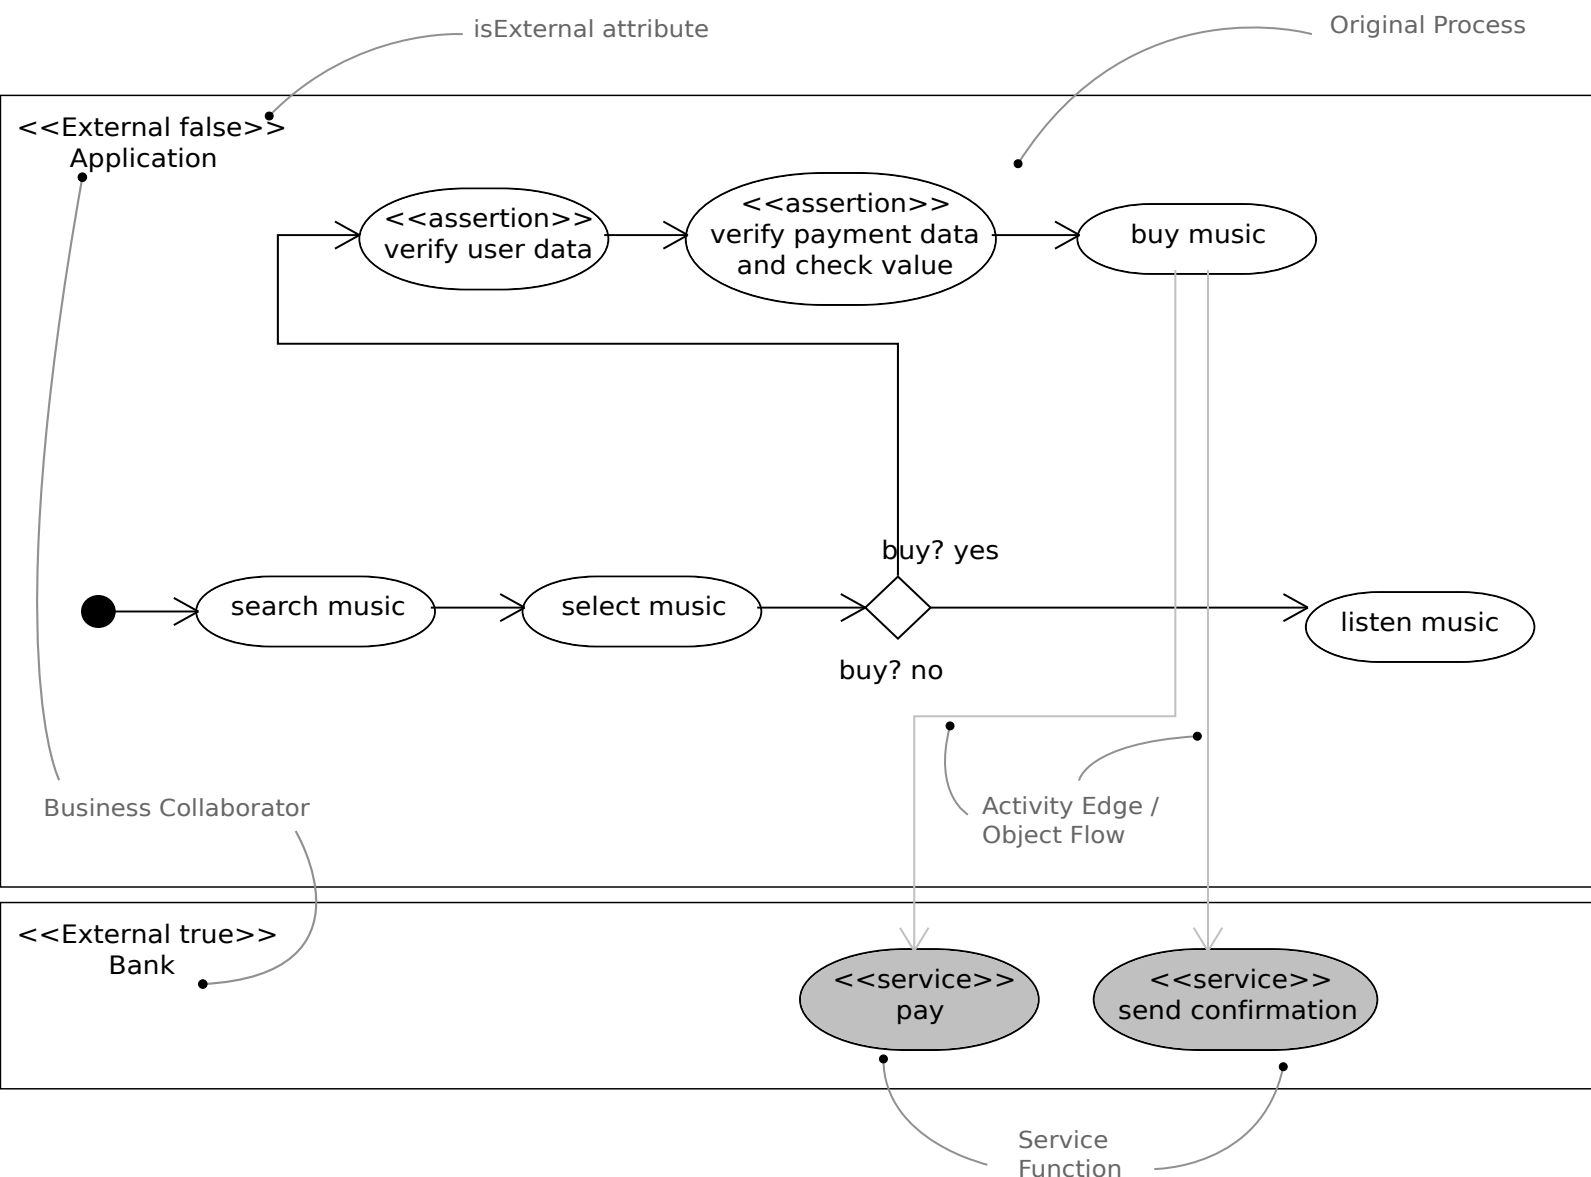 isExternal attribute
Original Process
<<External false>>
Application
<<assertion>>
verify user data
<<assertion>>
verify payment data
and check value
buy music
buy? yes
search music
select music
listen music
buy? no
Business Collaborator
Activity Edge /
Object Flow
<<External true>>
Bank
<<service>>
pay
<<service>>
send confirmation
Service
Function